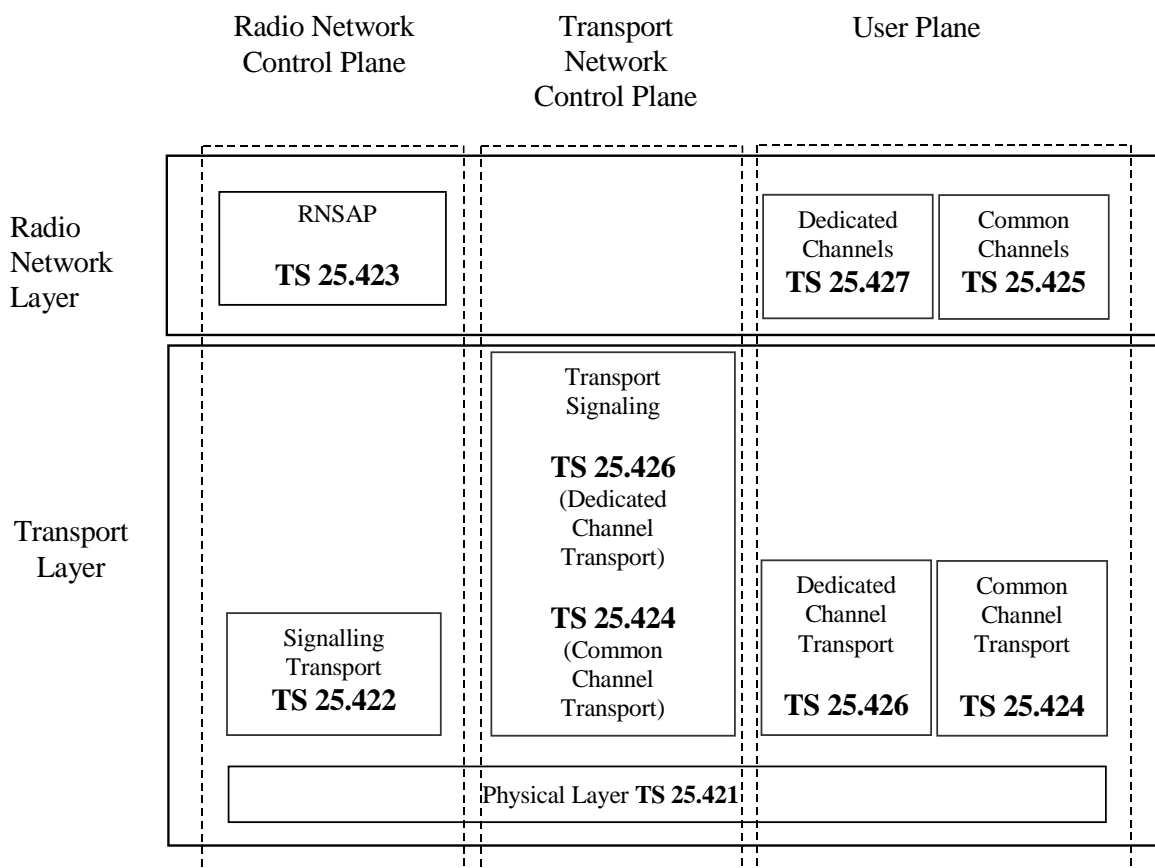 Radio Network
Control Plane
Transport
Network
Control Plane
User Plane
Radio
Network
Layer
RNSAP
TS 25.423
Dedicated
Channels
TS 25.427
Common
Channels
TS 25.425
Transport
Layer
Signalling
Transport
TS 25.422
Transport
Signaling
TS 25.426
(Dedicated
Channel
Transport)
TS 25.424
(Common
Channel
Transport)
Dedicated
Channel
Transport
TS 25.426
Common
Channel
Transport
TS 25.424
Physical Layer TS 25.421